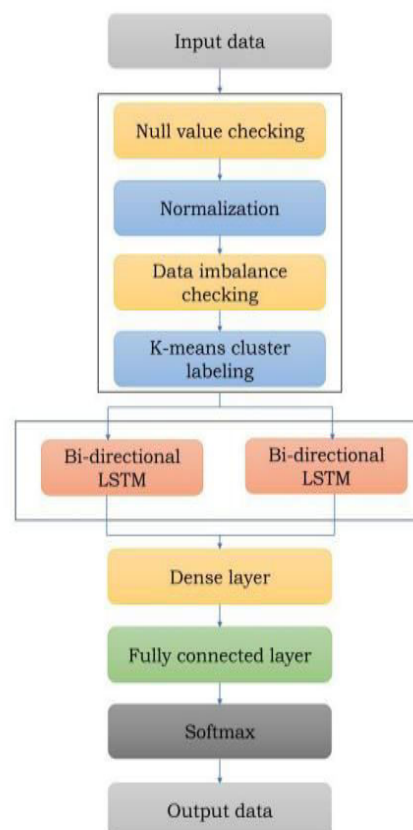 Input data
Null value checking
Normalization
Data imbalance
checking
K-means cluster
labeling
Bi-directional
LSTM
Bi-directional
LSTM
Dense layer
Fully connected layer
Softmax
Output data